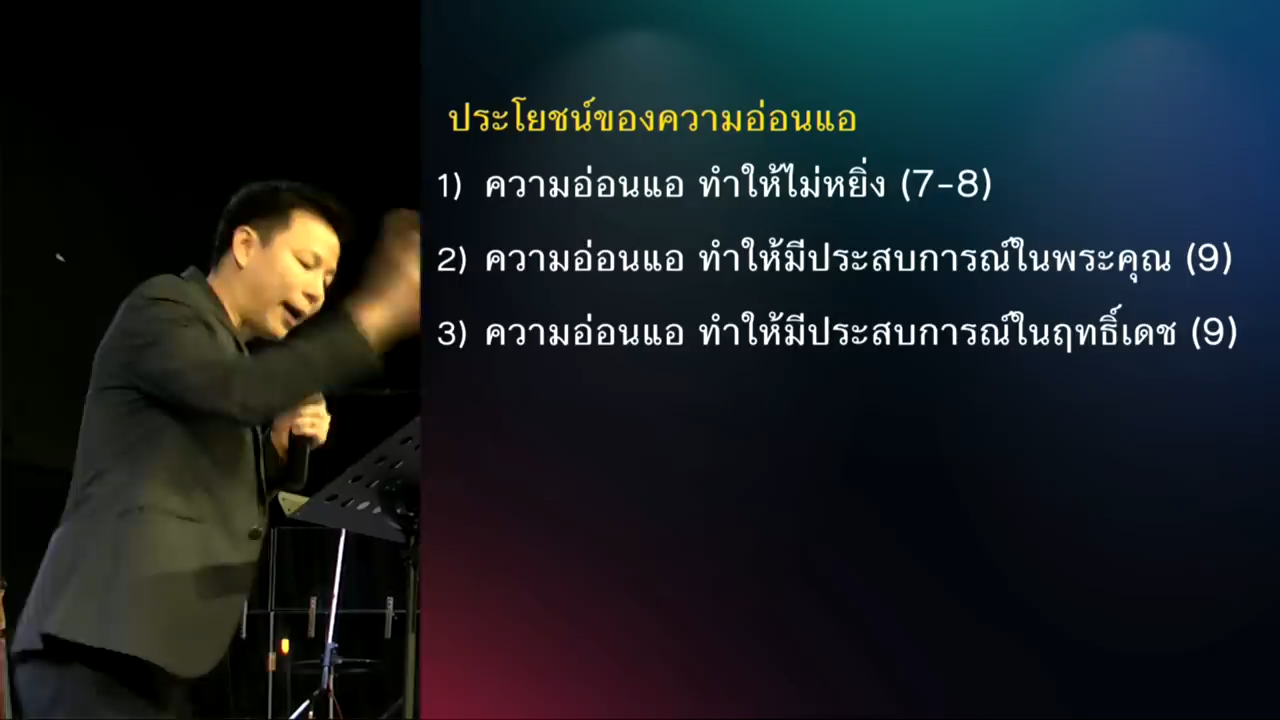 ประโยชน์ของความอ่อนแอ
1) ความอ่อนแอ ทำให้ไม่หยิ่ง (7-8)
2) ความอ่อนแอ ทำให้มีประสบการณ์ในพระคุณ (9)
3) ความอ่อนแอ ทำให้มีประสบการณ์ในฤทธิ์เดช (9)